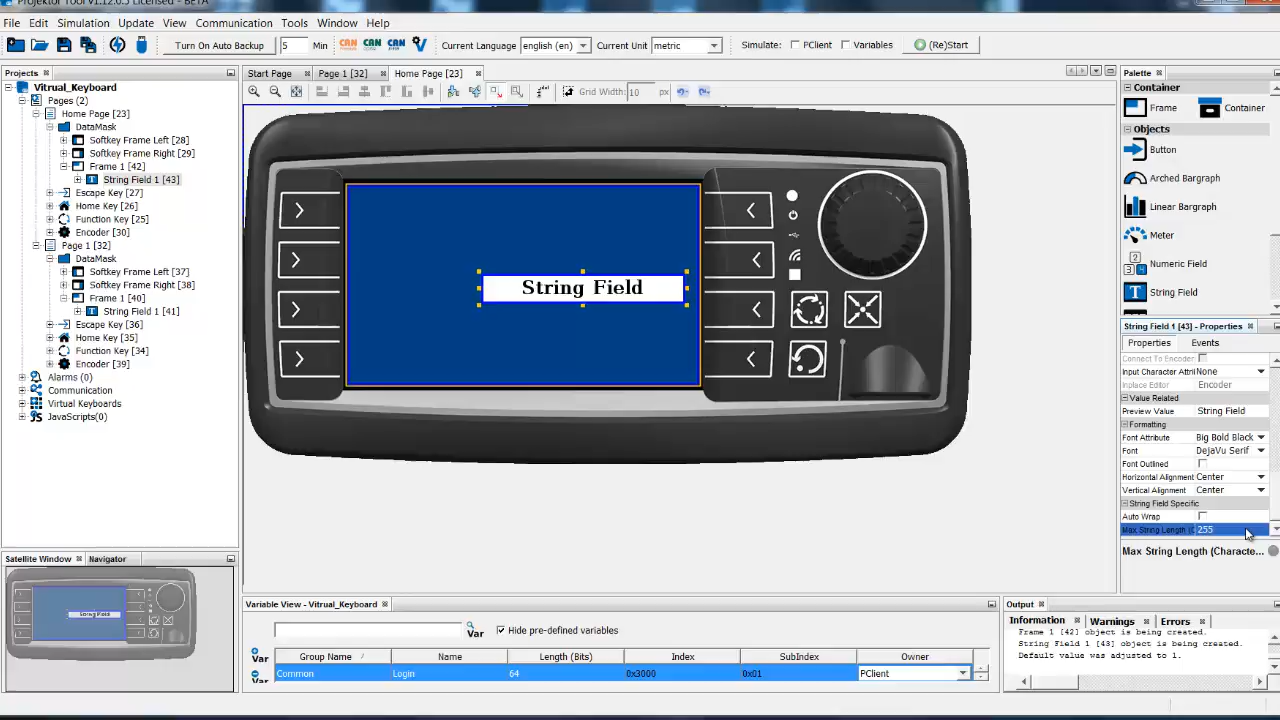 Projektor Tool v1.12.0.5 Licensed - BETA
File Edit Simulation Update View Communication Tools Window Help
Turn On Auto Backup 5 Min CAN CAN CAN Current Language english (en) Current Unit metric Simulate: PClient Variables (Re)Start
Projects
Start Page Page 1 [32] Home Page [23]
Grid Width: 10 px
Vitrual_Keyboard
Pages (2)
Home Page [23]
DataMask
Softkey Frame Left [28]
Softkey Frame Right [29]
Frame 1 [42]
String Field 1 [43]
Escape Key [27]
Home Key [26]
Function Key [25]
Encoder [30]
Page 1 [32]
DataMask
Softkey Frame Left [37]
Softkey Frame Right [38]
Frame 1 [40]
String Field 1 [41]
Escape Key [36]
Home Key [35]
Function Key [34]
Encoder [39]
Alarms (0)
Communication
Virtual Keyboards
JavaScripts(0)
String Field
Palette
Container
Frame Container
Objects
Button
Arched Bargraph
Linear Bargraph
Meter
Numeric Field
String Field
String Field 1 [43] - Properties
Properties Events
Connect To Encoder
Input Character Attri None
Inplace Editor Encoder
Value Related
Preview Value String Field
Formatting
Font Attribute Big Bold Black
Font DejaVu Serif
Font Outlined
Horizontal Alignment Center
Vertical Alignment Center
String Field Specific
Auto Wrap
Max String Length (C 255
Max String Length (Characte...
Satellite Window Navigator
String Field
Variable View - Vitrual_Keyboard
Var Hide pre-defined variables
Var Group Name Name Length (Bits) Index SubIndex Owner
Var Common Login 64 0x3000 0x01 PClient
Output
Information Warnings Errors
Frame 1 [42] object is being created.
String Field 1 [43] object is being created.
Default value was adjusted to 1.